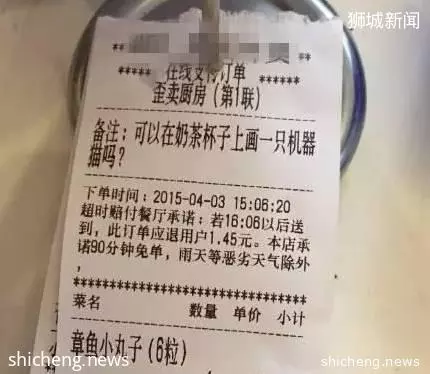 狮城新闻
***** 在线支付订单 ******
歪卖厨房（第1联）
备注：可以在奶茶杯子上画一只机器
猫吗？
下单时间：2015-04-03 15:06:20
超时赔付餐厅承诺：若16:06以后送
到，此订单应退用户1.45元。本店承
诺90分钟免单，雨天等恶劣天气除外
，
菜名 数量 单价 小计
章鱼小丸子（6粒）
shicheng.news
shicheng.news